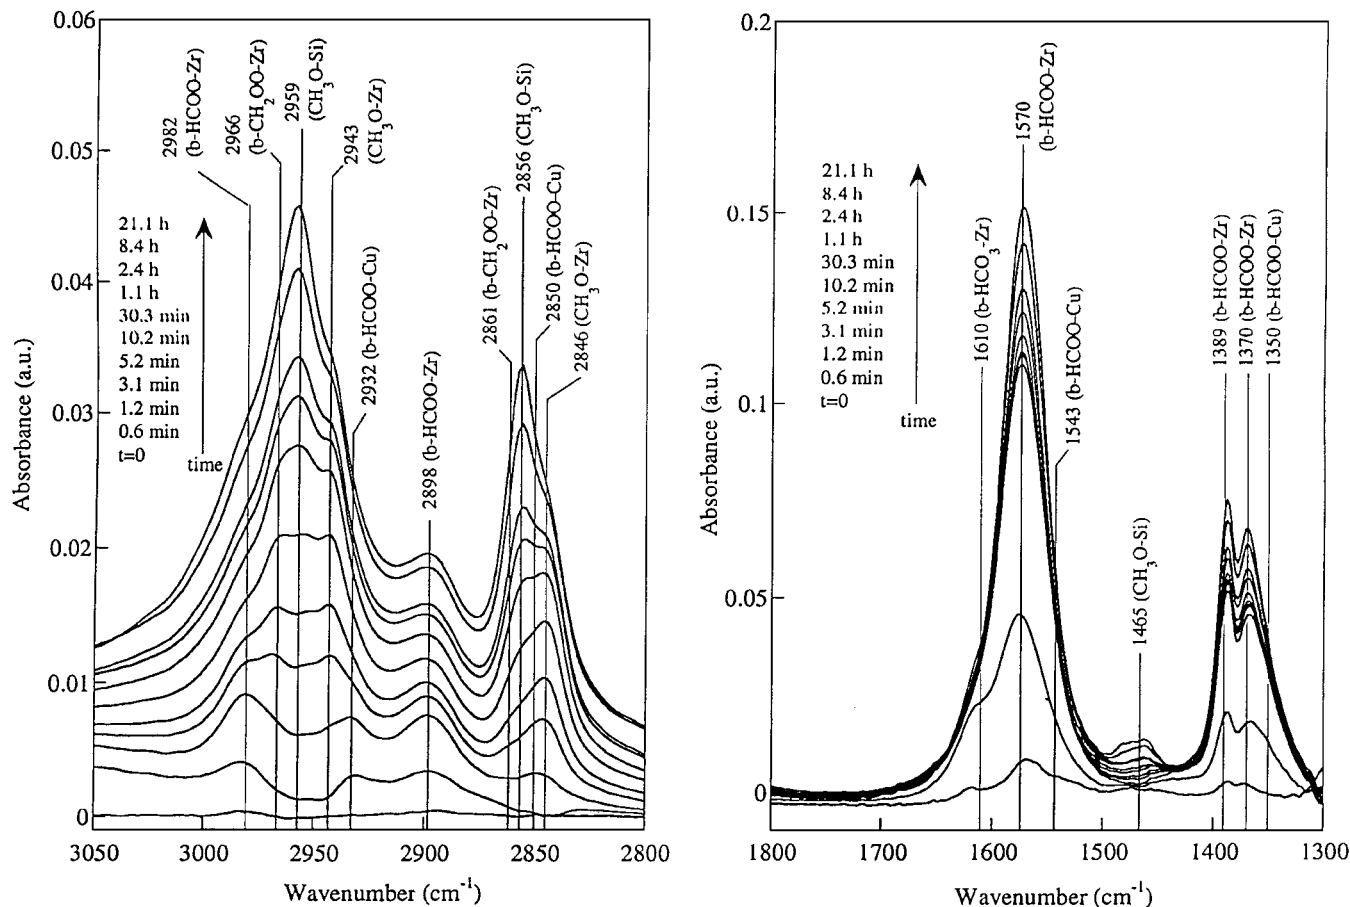 0.06
0.05
0.04
0.03
0.02
0.01
0
Absorbance (a.u.)
3050
3000
2950
2900
2850
2800
Wavenumber (cm⁻¹)
2982
(b-HCOO-Zr)
2966
(b-CH₂OO-Zr)
2959
(CH₃O-Si)
2943
(CH₃O-Zr)
2932 (b-HCOO-Cu)
2898 (b-HCOO-Zr)
2861 (b-CH₂OO-Zr)
2856 (CH₃O-Si)
2850 (b-HCOO-Cu)
2846 (CH₃O-Zr)
21.1 h
8.4 h
2.4 h
1.1 h
30.3 min
10.2 min
5.2 min
3.1 min
1.2 min
0.6 min
t=0
time
0.2
0.15
0.1
0.05
0
Absorbance (a.u.)
1800
1700
1600
1500
1400
1300
Wavenumber (cm⁻¹)
21.1 h
8.4 h
2.4 h
1.1 h
30.3 min
10.2 min
5.2 min
3.1 min
1.2 min
0.6 min
t=0
time
1610 (b-HCO₃-Zr)
1570
(b-HCOO-Zr)
1543 (b-HCOO-Cu)
1465 (CH₃O-Si)
1389 (b-HCOO-Zr)
1370 (b-HCOO-Zr)
1350 (b-HCOO-Cu)